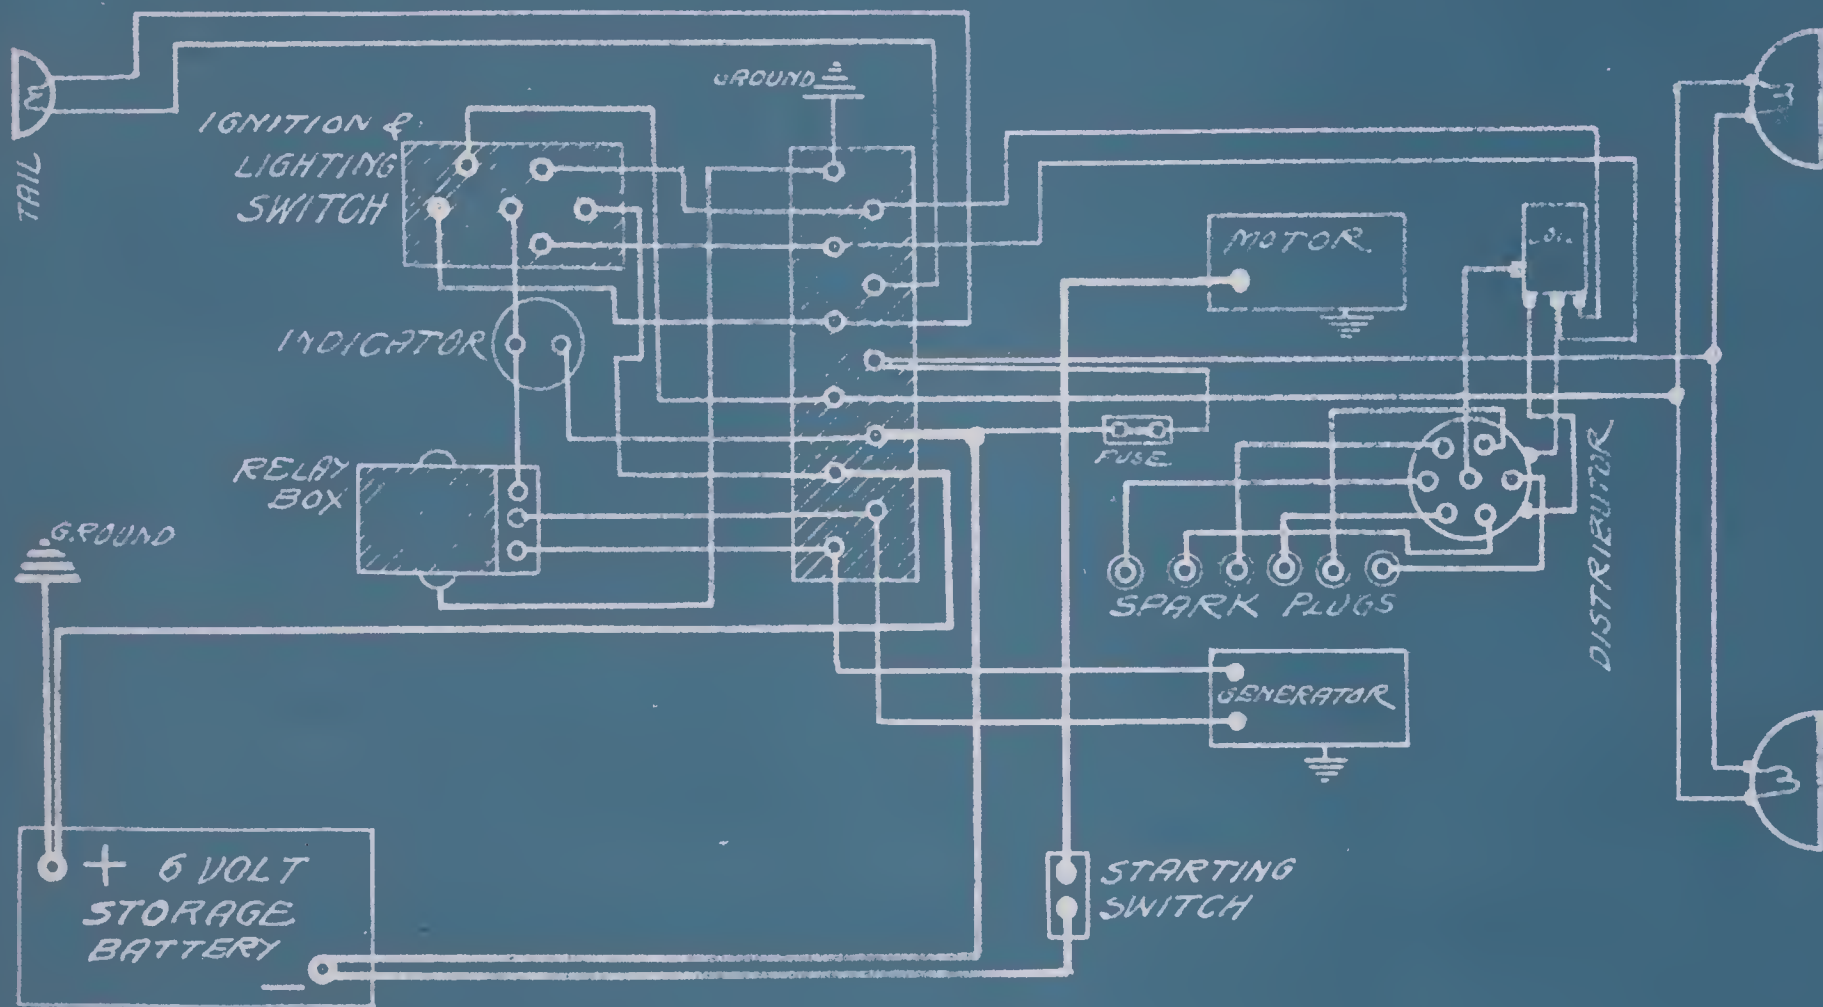 TAIL
IGNITION &
LIGHTING
SWITCH
GROUND
MOTOR
COIL
INDICATOR
RELAY
BOX
FUSE
DISTRIBUTOR
GROUND
SPARK PLUGS
GENERATOR
+ 6 VOLT
STORAGE
BATTERY
—
STARTING
SWITCH